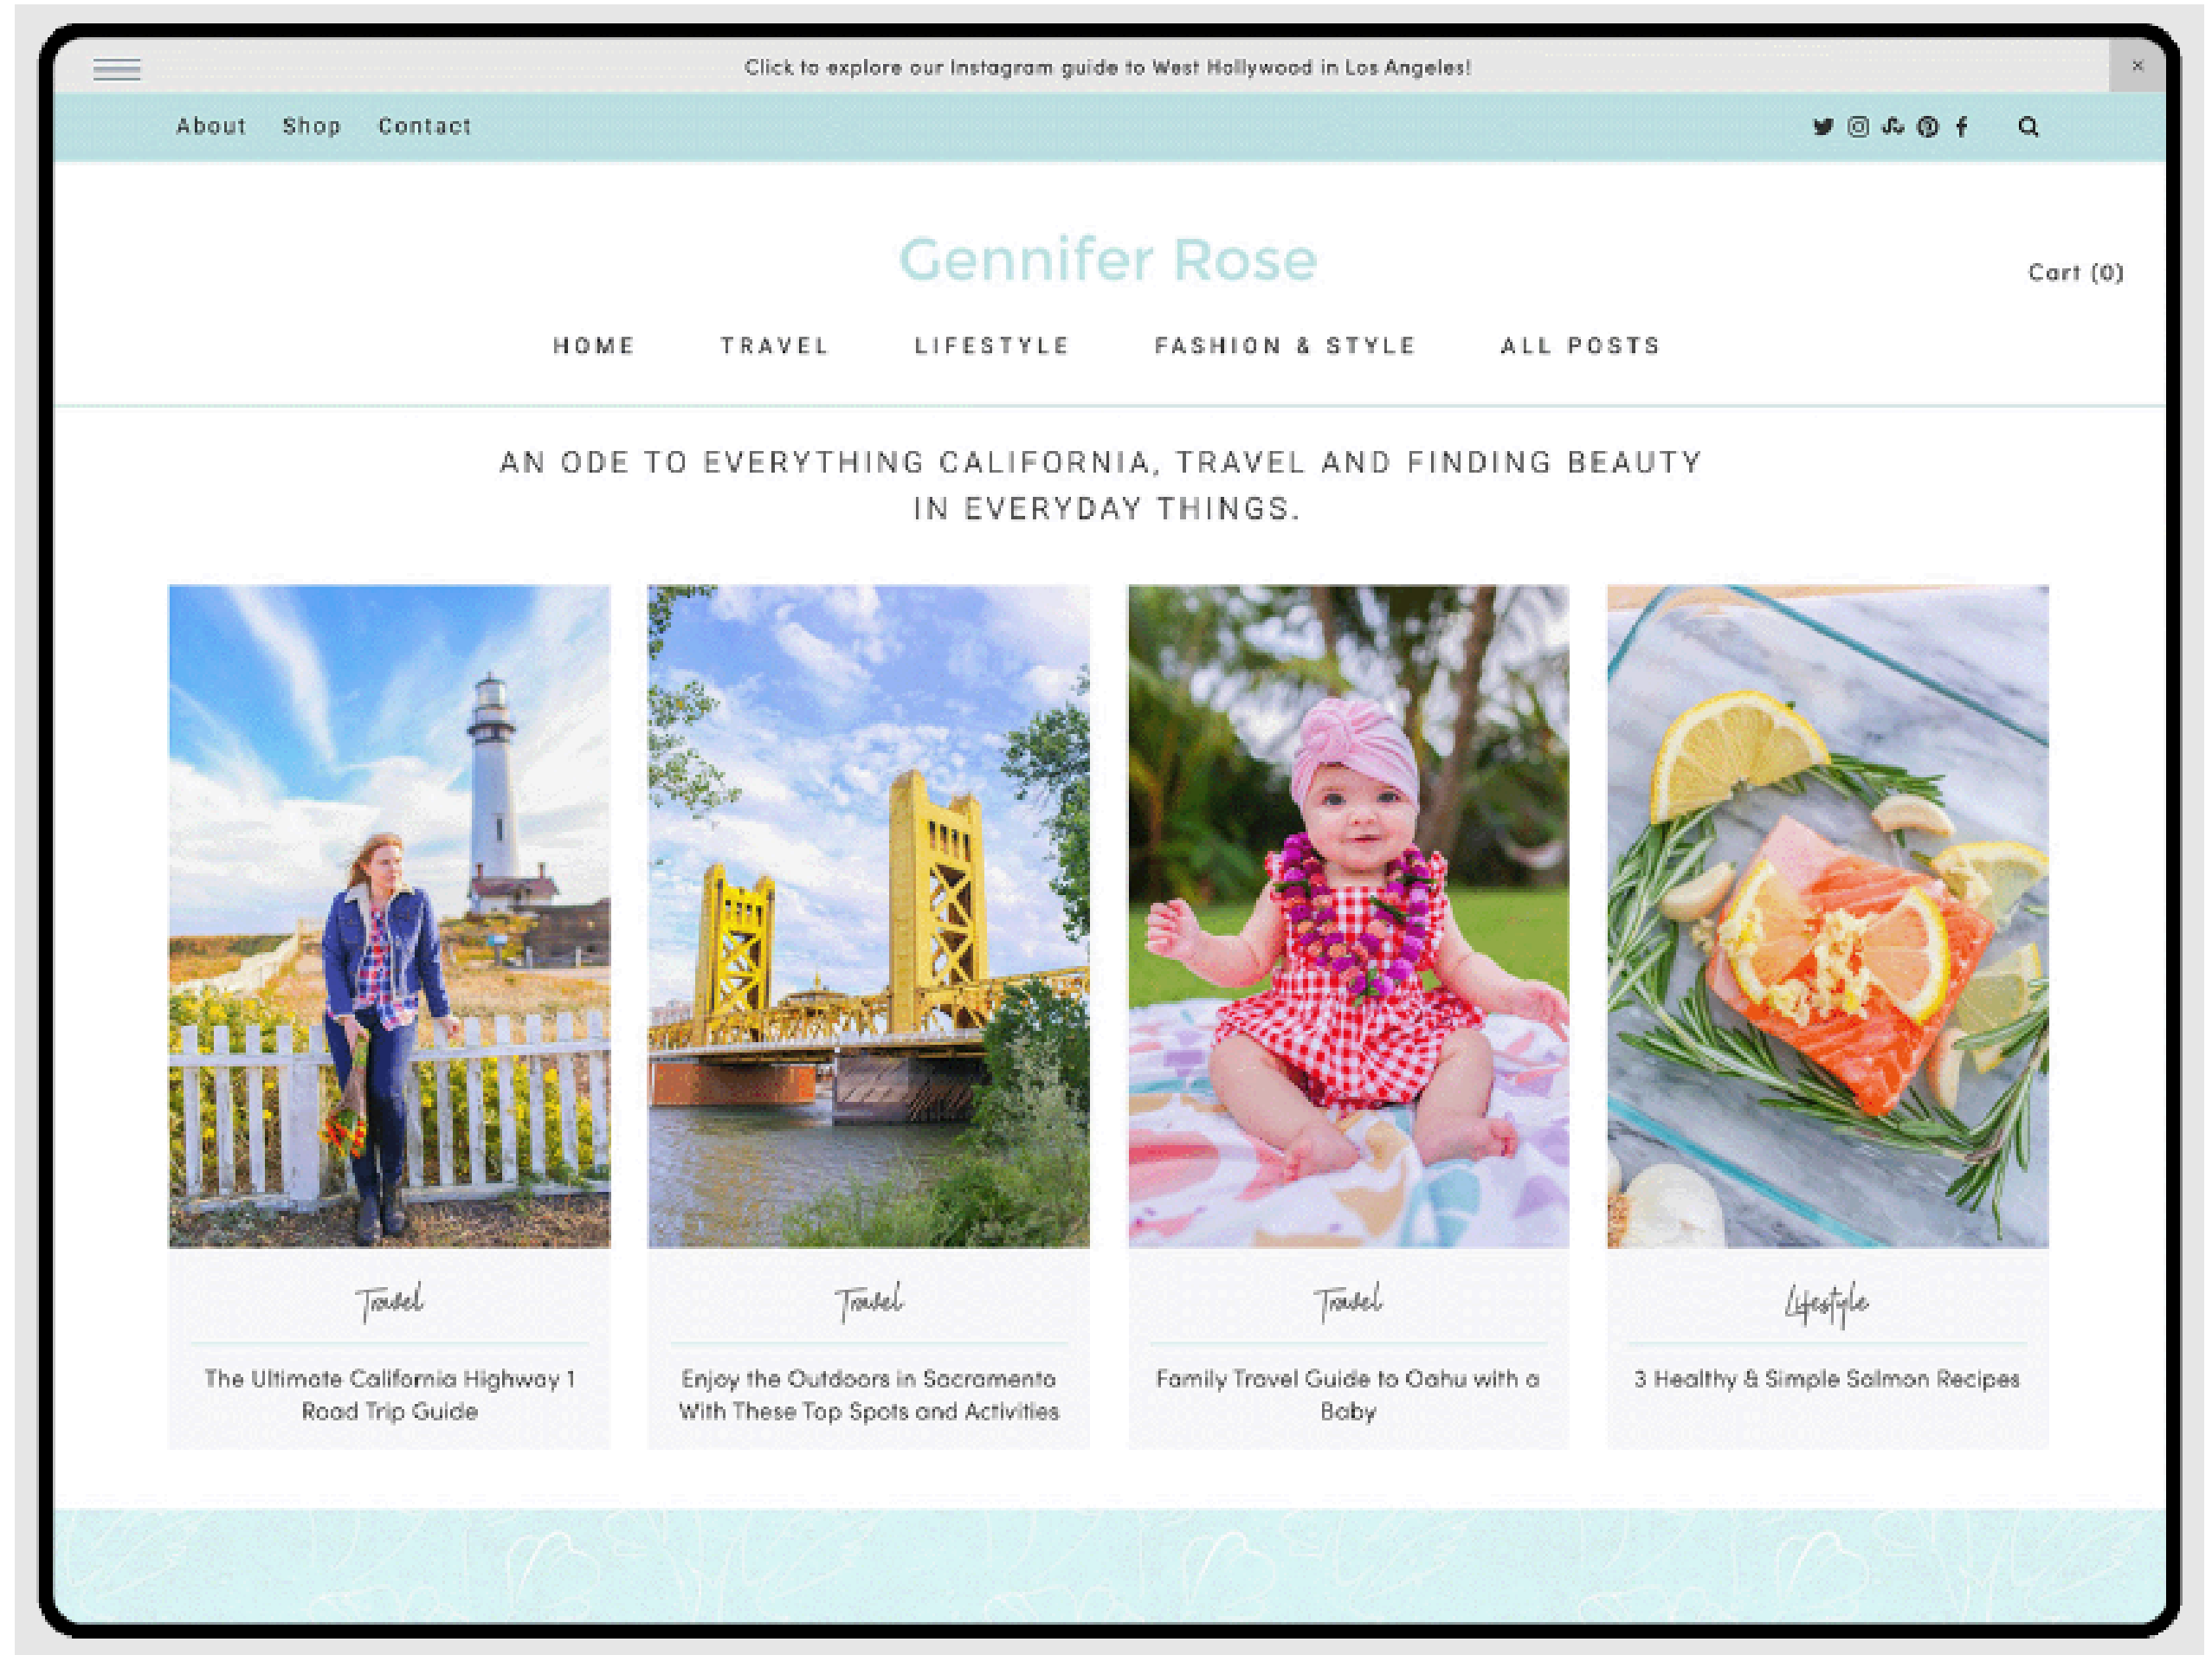 Click to explore our Instagram guide to West Hollywood in Los Angeles!
×
About Shop Contact
Gennifer Rose
Cart (0)
HOME TRAVEL LIFESTYLE FASHION & STYLE ALL POSTS
AN ODE TO EVERYTHING CALIFORNIA, TRAVEL AND FINDING BEAUTY
IN EVERYDAY THINGS.
Travel
The Ultimate California Highway 1
Road Trip Guide
Travel
Enjoy the Outdoors in Sacramento
With These Top Spots and Activities
Travel
Family Travel Guide to Oahu with a
Baby
Lifestyle
3 Healthy & Simple Salmon Recipes